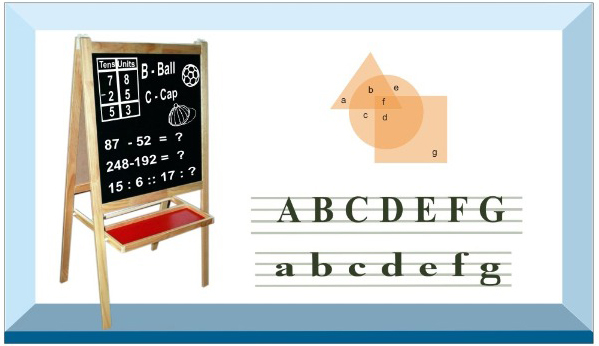 Tens Units
7 8
- 2 5
5 3
B - Ball
C - Cap
87 - 52 = ?
248-192 = ?
15 : 6 :: 17 : ?
b e
a f
c d
g
A B C D E F G
a b c d e f g